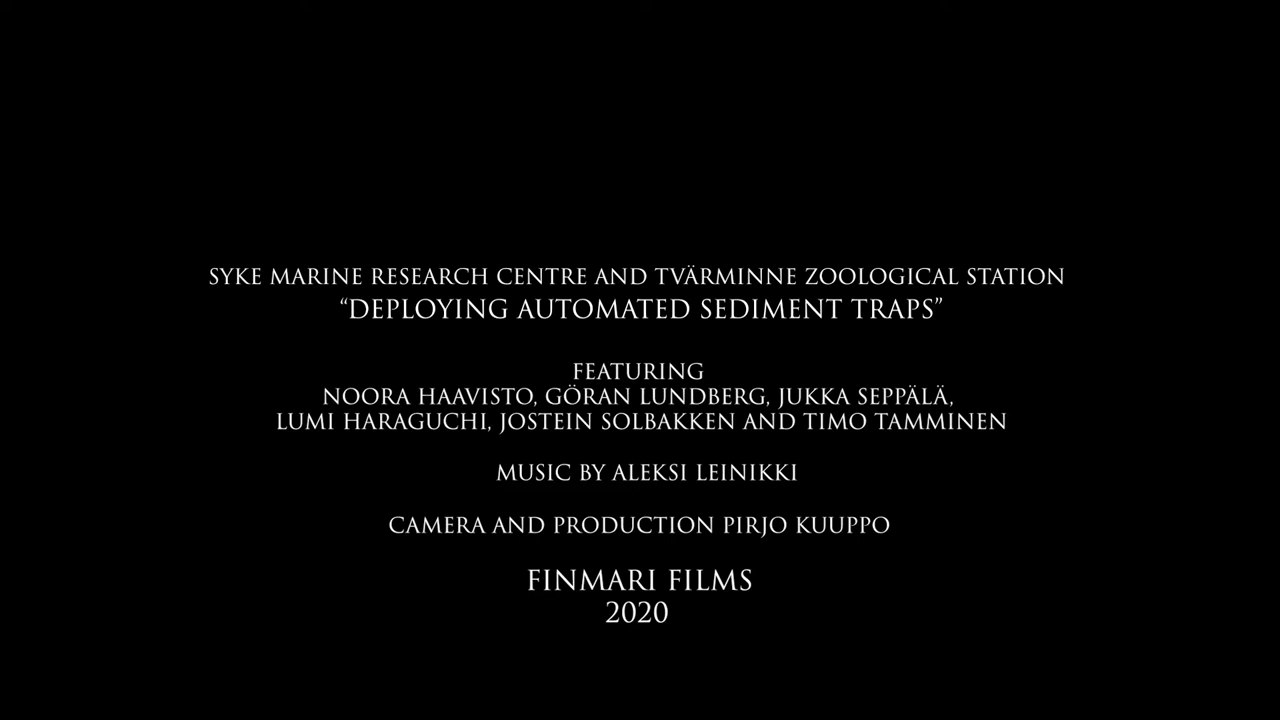 SYKE MARINE RESEARCH CENTRE AND TVÄRMINNE ZOOLOGICAL STATION
“DEPLOYING AUTOMATED SEDIMENT TRAPS”
FEATURING
NOORA HAAVISTO, GÖRAN LUNDBERG, JUKKA SEPPÄLÄ,
LUMI HARAGUCHI, JOSTEIN SOLBAKKEN AND TIMO TAMMINEN
MUSIC BY ALEKSI LEINIKKI
CAMERA AND PRODUCTION PIRJO KUUPPO
FINMARI FILMS
2020